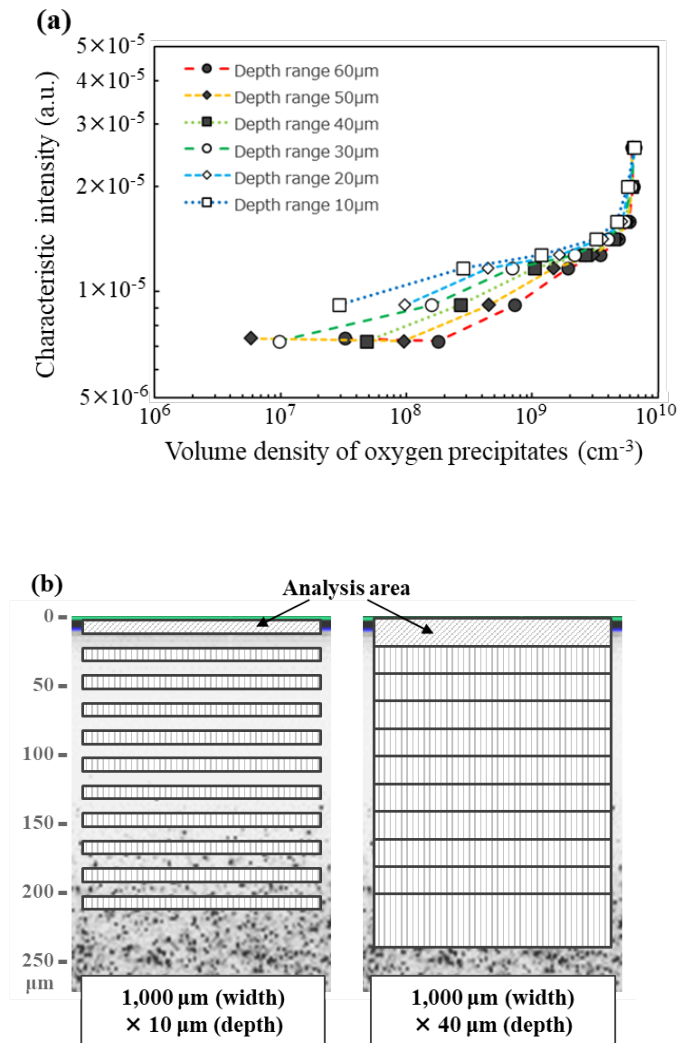 (a)
Characteristic intensity (a.u.)
5×10⁻⁵
4×10⁻⁵
3×10⁻⁵
2×10⁻⁵
1×10⁻⁵
5×10⁻⁶
Depth range 60μm
Depth range 50μm
Depth range 40μm
Depth range 30μm
Depth range 20μm
Depth range 10μm
10⁶ 10⁷ 10⁸ 10⁹ 10¹⁰
Volume density of oxygen precipitates (cm⁻³)
(b)
Analysis area
0
50
100
150
200
250
μm
1,000 μm (width)
× 10 μm (depth)
1,000 μm (width)
× 40 μm (depth)